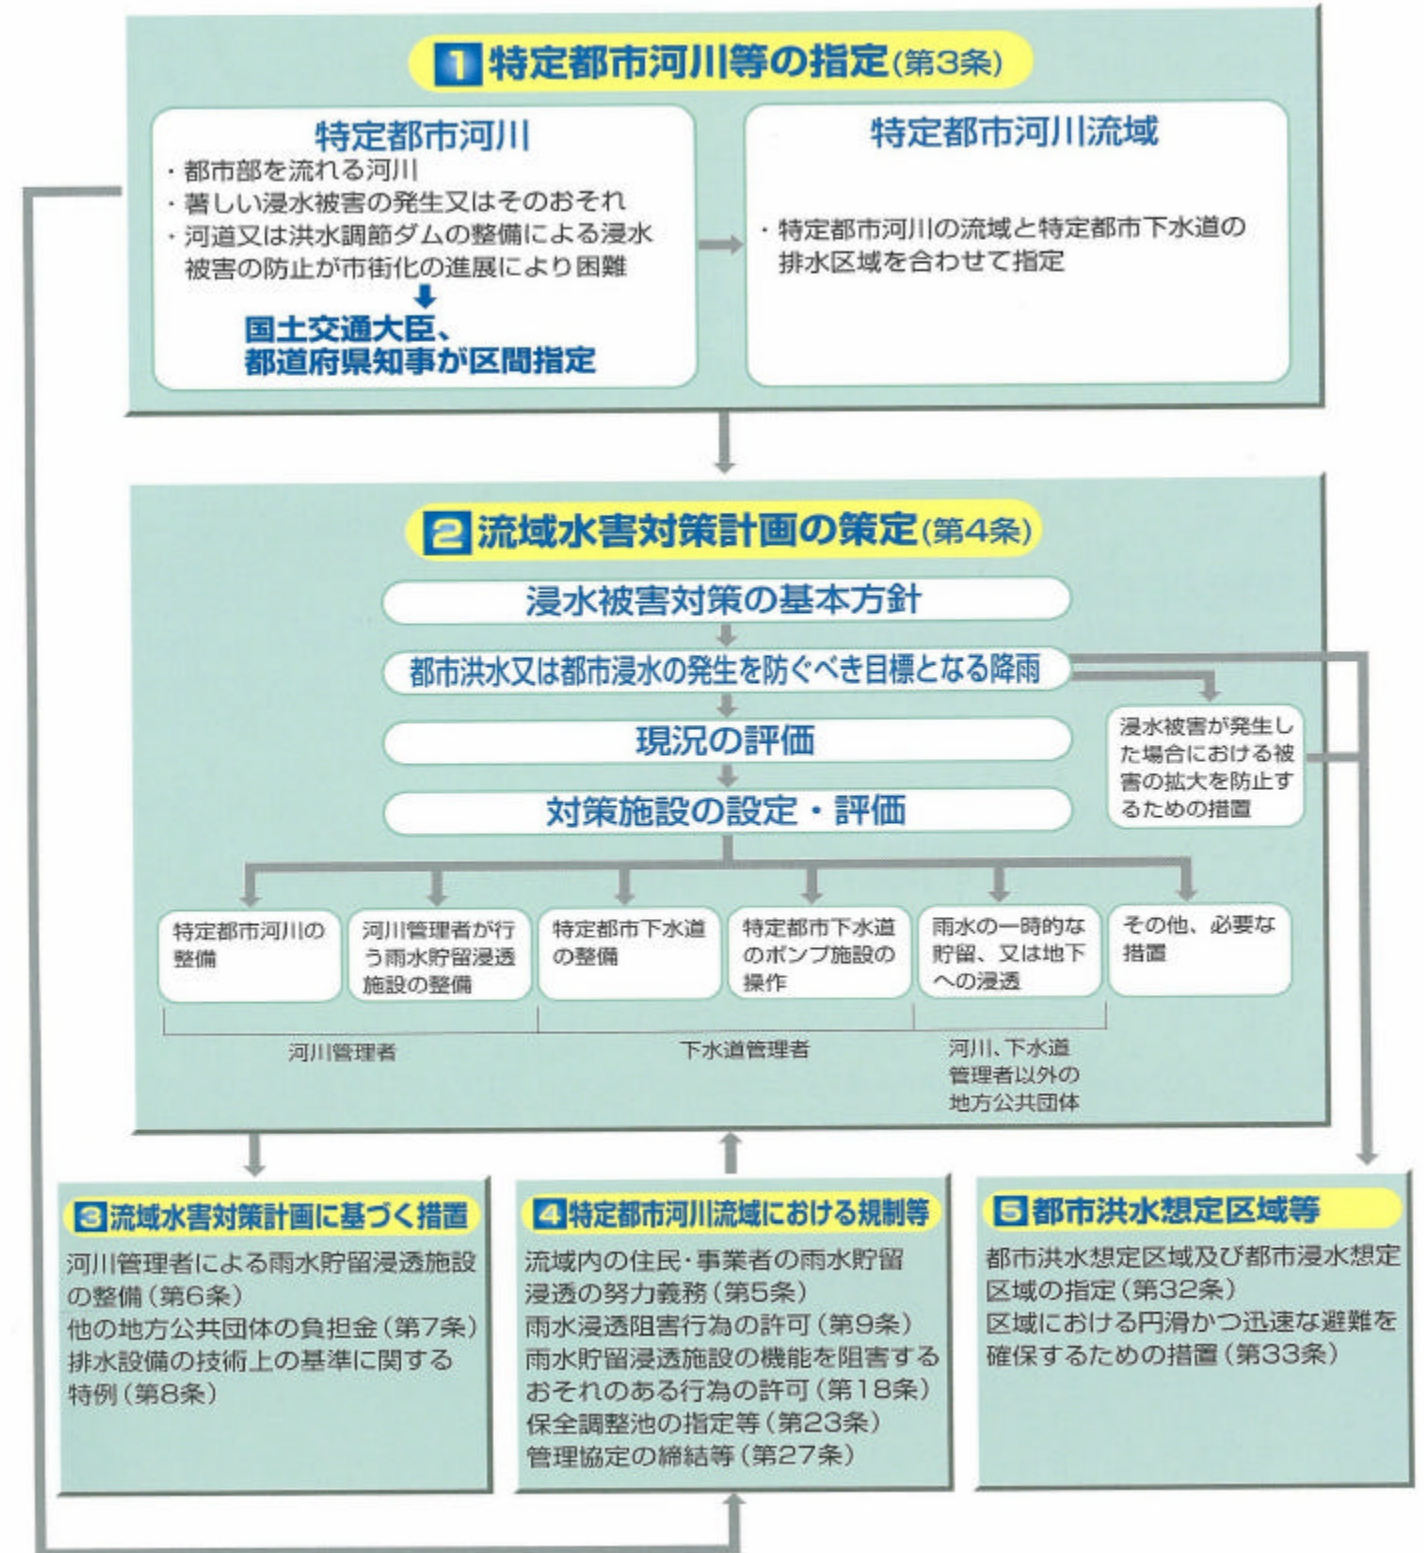 1 特定都市河川等の指定(第3条)
特定都市河川
・都市部を流れる河川
・著しい浸水被害の発生又はそのおそれ
・河道又は洪水調節ダムの整備による浸水
被害の防止が市街化の進展により困難
国土交通大臣、
都道府県知事が区間指定
特定都市河川流域
・特定都市河川の流域と特定都市下水道の
排水区域を合わせて指定
2 流域水害対策計画の策定(第4条)
浸水被害対策の基本方針
都市洪水又は都市浸水の発生を防ぐべき目標となる降雨
現況の評価
対策施設の設定・評価
浸水被害が発生し
た場合における被
害の拡大を防止す
るための措置
特定都市河川の
整備
河川管理者が行
う雨水貯留浸透
施設の整備
特定都市下水道
の整備
特定都市下水道
のポンプ施設の
操作
雨水の一時的な
貯留、又は地下
への浸透
その他、必要な
措置
河川管理者
下水道管理者
河川、下水道
管理者以外の
地方公共団体
3 流域水害対策計画に基づく措置
河川管理者による雨水貯留浸透施設
の整備(第6条)
他の地方公共団体の負担金(第7条)
排水設備の技術上の基準に関する
特例(第8条)
4 特定都市河川流域における規制等
流域内の住民・事業者の雨水貯留
浸透の努力義務(第5条)
雨水浸透阻害行為の許可(第9条)
雨水貯留浸透施設の機能を阻害する
おそれのある行為の許可(第18条)
保全調整池の指定等(第23条)
管理協定の締結等(第27条)
5 都市洪水想定区域等
都市洪水想定区域及び都市浸水想定
区域の指定(第32条)
区域における円滑かつ迅速な避難を
確保するための措置(第33条)